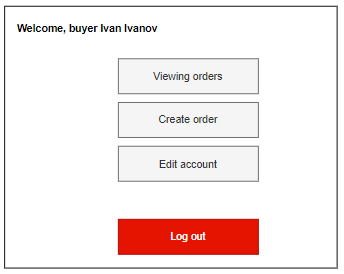 Welcome, buyer Ivan Ivanov
Viewing orders
Create order
Edit account
Log out